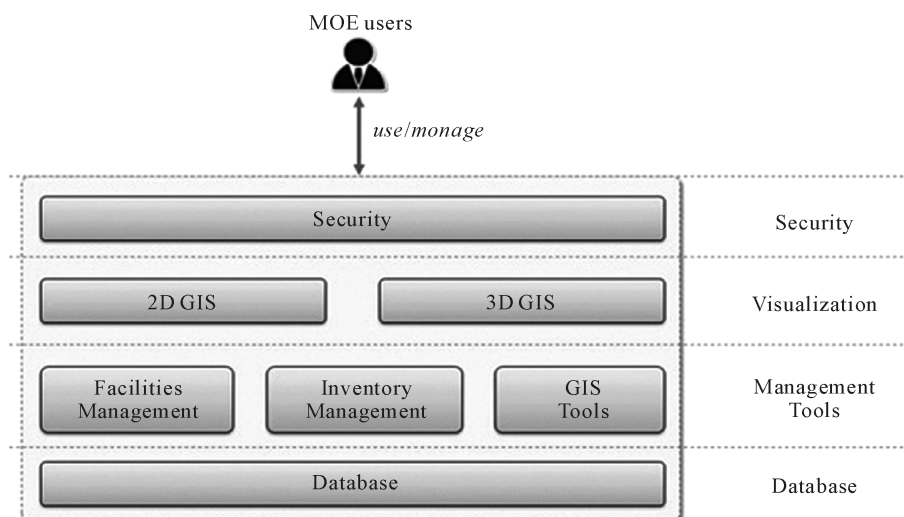 MOE users
use/monage
Security
Security
2D GIS
3D GIS
Visualization
Facilities
Management
Inventory
Management
GIS
Tools
Management
Tools
Database
Database